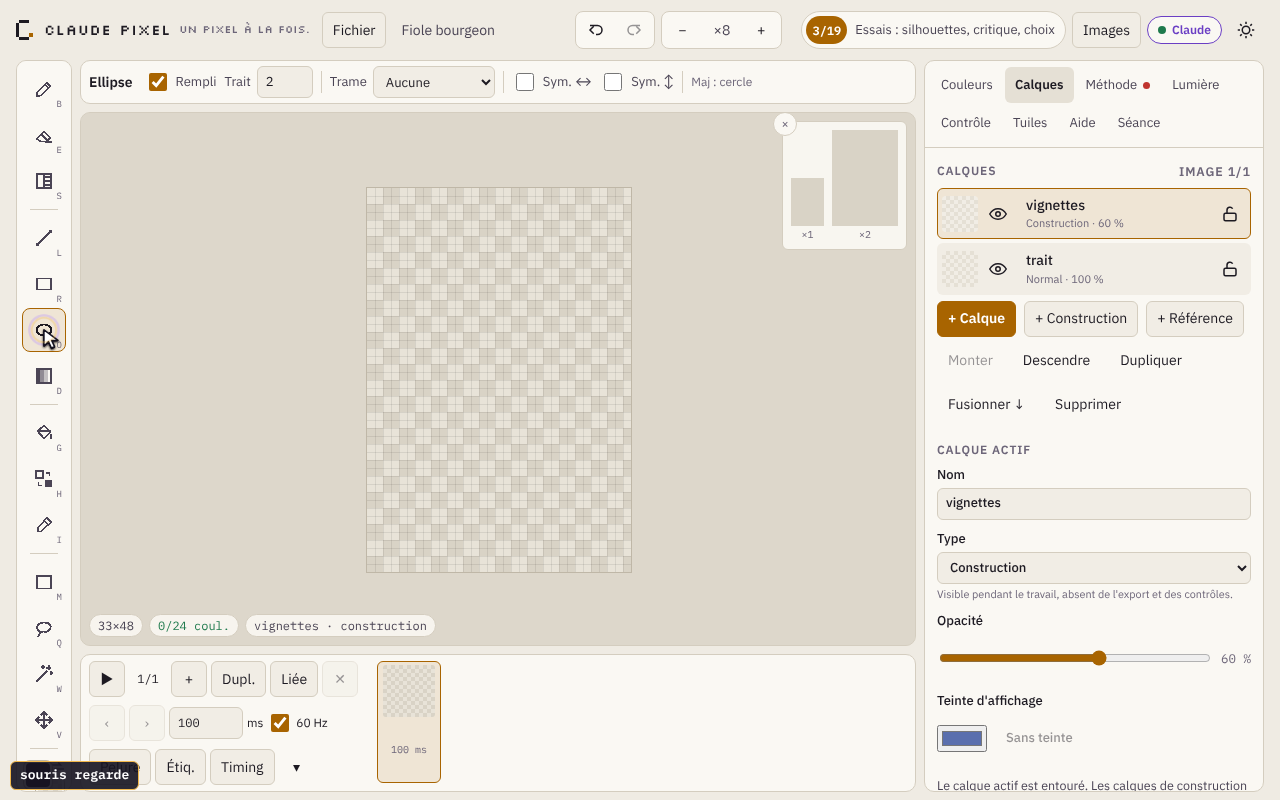 CLAUDE PIXEL UN PIXEL À LA FOIS. Fichier Fiole bourgeon − ×8 + 3/19 Essais : silhouettes, critique, choix Images Claude
Ellipse Rempli Trait 2 Trame Aucune Sym. ↔ Sym. ↕ Maj : cercle
B
E
S
L
R
D
G
H
I
M
Q
W
V
×
×1 ×2
33×48 0/24 coul. vignettes · construction
1/1 + Dupl. Liée ×
‹ › 100 ms 60 Hz
Étiq. Timing ▼
100 ms
souris regarde
Couleurs Calques Méthode Lumière
Contrôle Tuiles Aide Séance
CALQUES IMAGE 1/1
vignettes
Construction · 60 %
trait
Normal · 100 %
+ Calque + Construction + Référence
Monter Descendre Dupliquer
Fusionner ↓ Supprimer
CALQUE ACTIF
Nom
vignettes
Type
Construction
Visible pendant le travail, absent de l'export et des contrôles.
Opacité
60 %
Teinte d'affichage
Sans teinte
Le calque actif est entouré. Les calques de construction